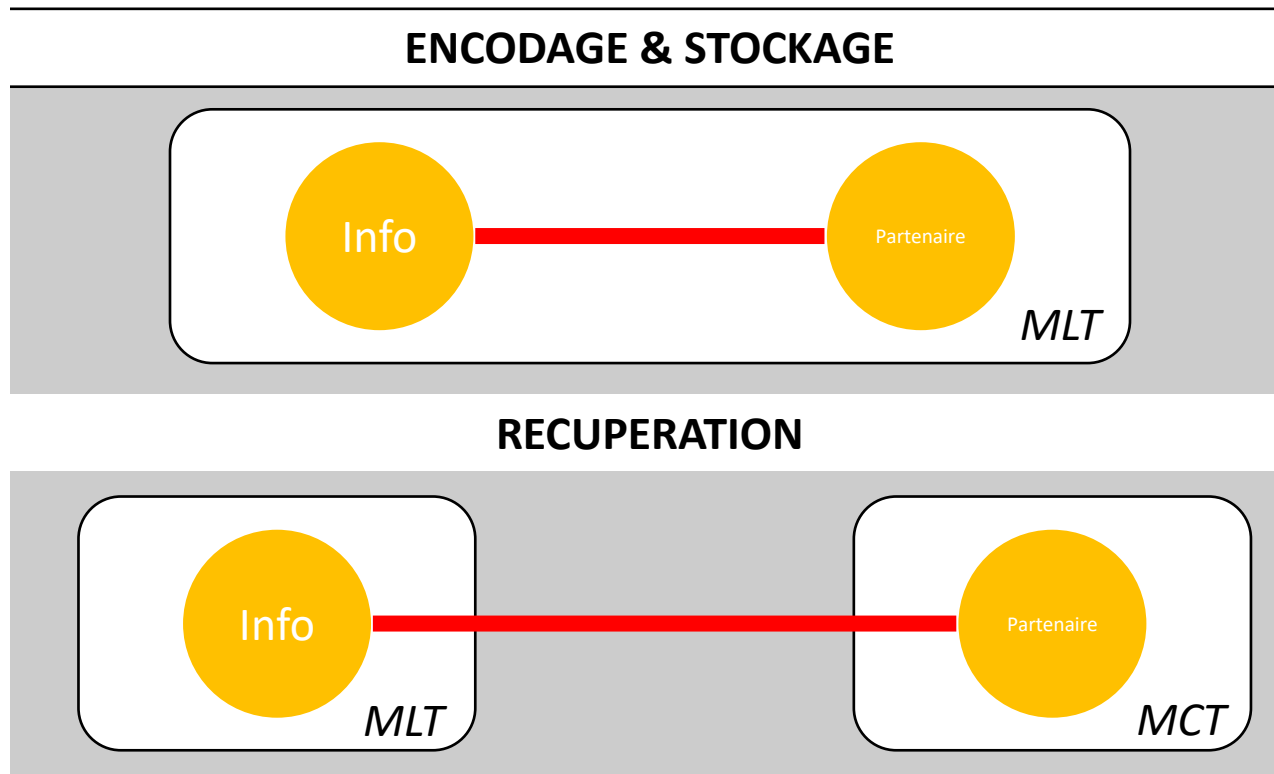 ENCODAGE & STOCKAGE
Info
Partenaire
MLT
RECUPERATION
Info
Partenaire
MLT
MCT